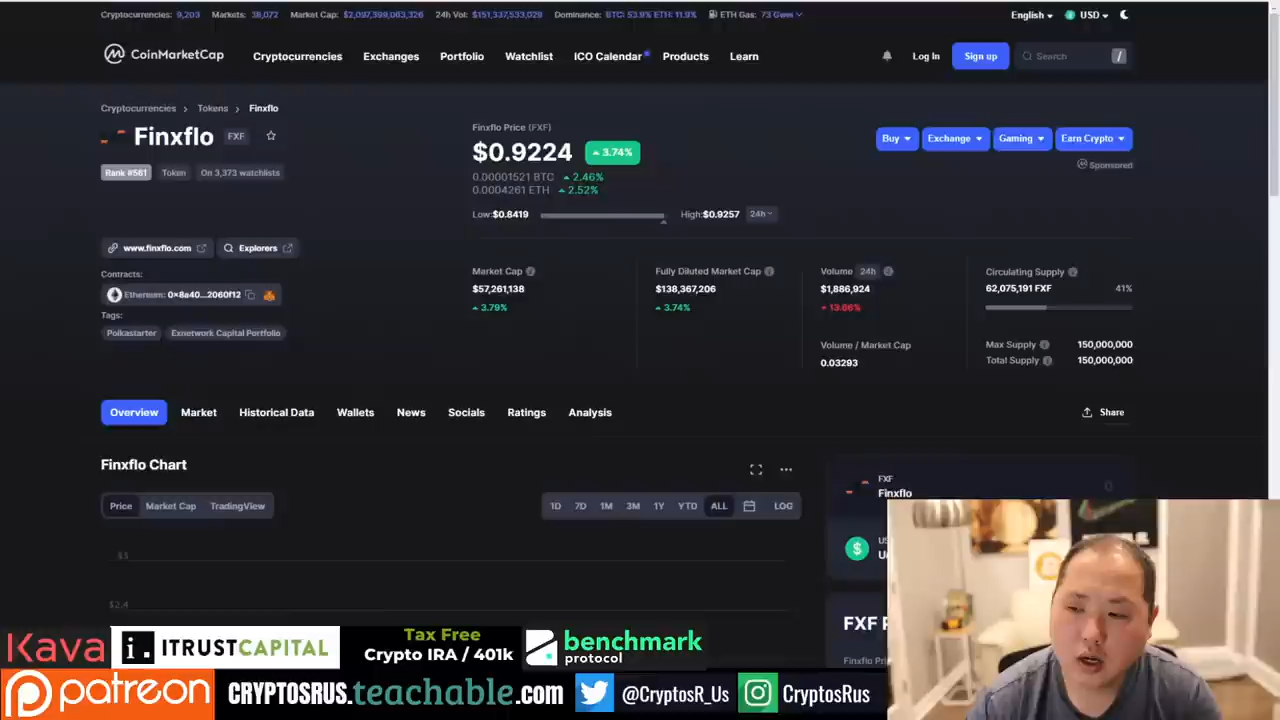 Cryptocurrencies: 9,203 Markets: 38,072 Market Cap: $2,097,399,063,326 24h Vol: $151,337,533,029 Dominance: BTC: 53.9% ETH: 11.9% ETH Gas: 73 Gwei English USD
CoinMarketCap Cryptocurrencies Exchanges Portfolio Watchlist ICO Calendar Products Learn Log In Sign up Search /
Cryptocurrencies > Tokens > Finxflo
Finxflo FXF
Rank #561 Token On 3,373 watchlists
www.finxflo.com Explorers
Contracts:
Ethereum: 0x8a40...2060f12
Tags:
Polkastarter Exnetwork Capital Portfolio
Finxflo Price (FXF)
$0.9224 3.74%
0.00001521 BTC 2.46%
0.0004261 ETH 2.52%
Low:$0.8419 High:$0.9257 24h
Buy Exchange Gaming Earn Crypto
Sponsored
Market Cap
$57,261,138
3.79%
Fully Diluted Market Cap
$138,367,206
3.74%
Volume 24h
$1,886,924
13.66%
Volume / Market Cap
0.03293
Circulating Supply
62,075,191 FXF 41%
Max Supply 150,000,000
Total Supply 150,000,000
Overview Market Historical Data Wallets News Socials Ratings Analysis Share
Finxflo Chart
Price Market Cap TradingView 1D 7D 1M 3M 1Y YTD ALL LOG
$3
$2.4
FXF
Finxflo
Kava
i. ITRUSTCAPITAL
Tax Free
Crypto IRA / 401k
benchmark
protocol
patreon
CRYPTOSRUS.teachable.com
@CryptosR_Us
CryptosRus